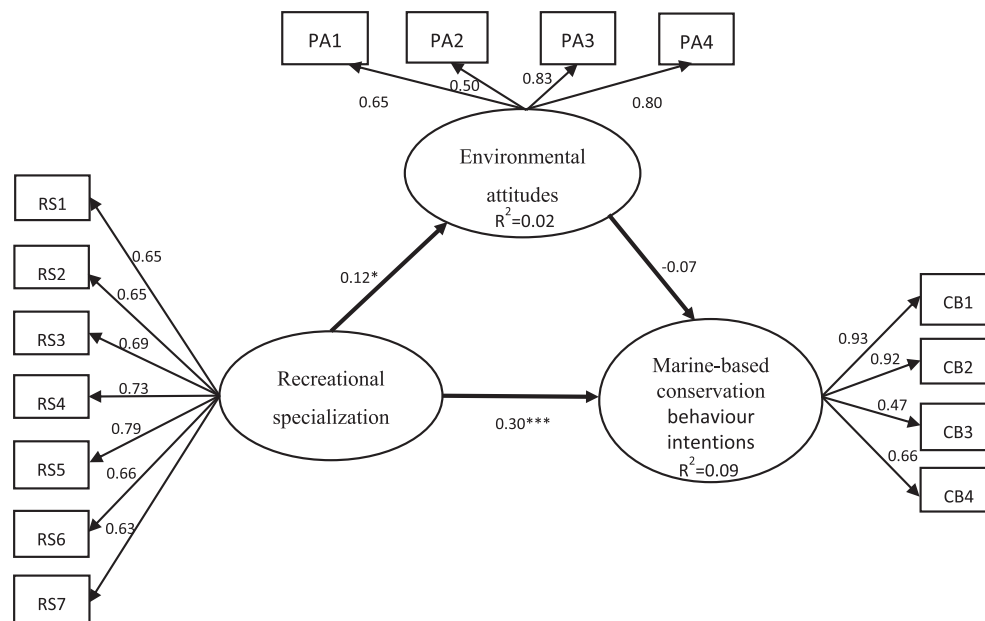 PA1
PA2
PA3
PA4
0.65
0.50
0.83
0.80
Environmental
attitudes
R²=0.02
RS1
RS2
RS3
RS4
RS5
RS6
RS7
0.65
0.65
0.69
0.73
0.79
0.66
0.63
0.12*
-0.07
Recreational
specialization
0.30***
Marine-based
conservation
behaviour
intentions
R²=0.09
0.93
0.92
0.47
0.66
CB1
CB2
CB3
CB4